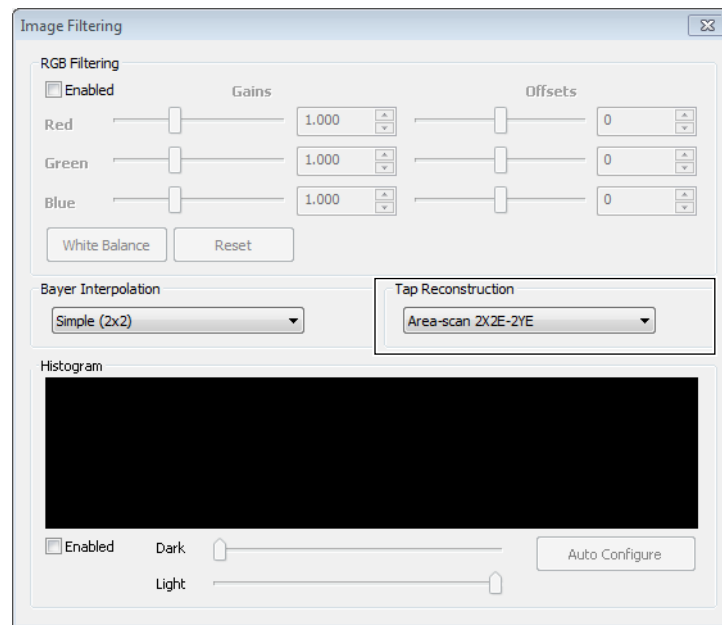 Image Filtering
RGB Filtering
Enabled Gains Offsets
Red 1.000 0
Green 1.000 0
Blue 1.000 0
White Balance Reset
Bayer Interpolation Tap Reconstruction
Simple (2x2) Area-scan 2X2E-2YE
Histogram
Enabled Dark Auto Configure
Light